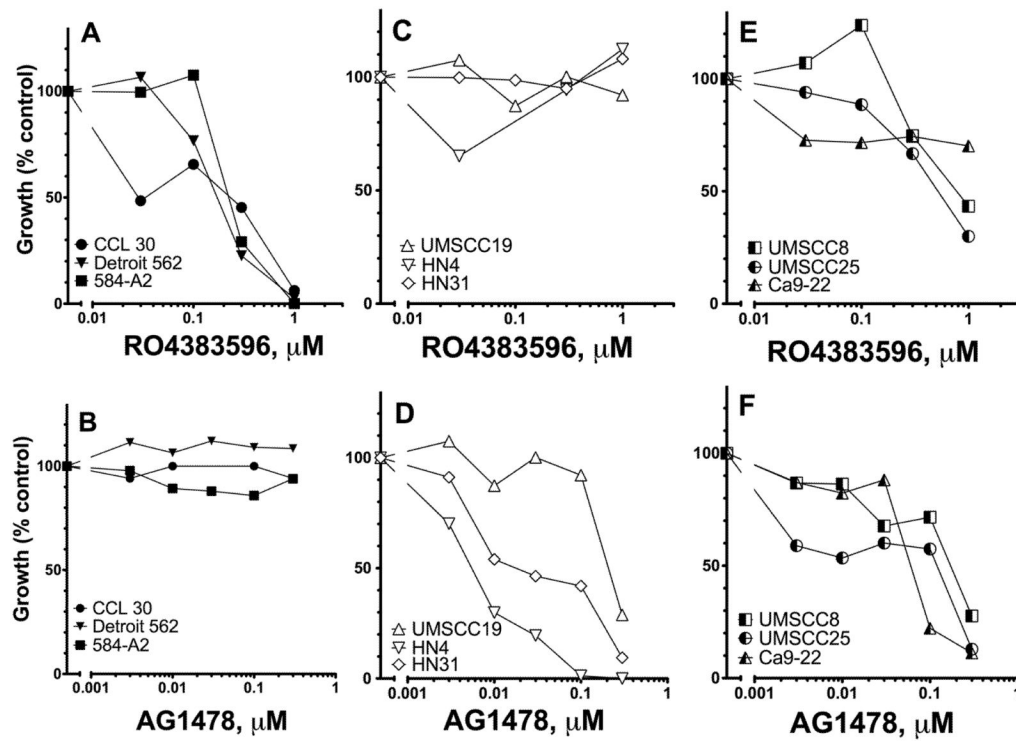 A
Growth (% control)
100
50
0
CCL 30
Detroit 562
584-A2
0.01 0.1 1
RO4383596, μM
C
100
50
0
UMSCC19
HN4
HN31
0.01 0.1 1
RO4383596, μM
E
100
50
0
UMSCC8
UMSCC25
Ca9-22
0.01 0.1 1
RO4383596, μM
B
Growth (% control)
100
50
0
CCL 30
Detroit 562
584-A2
0.001 0.01 0.1 1
AG1478, μM
D
100
50
0
UMSCC19
HN4
HN31
0.001 0.01 0.1 1
AG1478, μM
F
100
50
0
UMSCC8
UMSCC25
Ca9-22
0.001 0.01 0.1 1
AG1478, μM